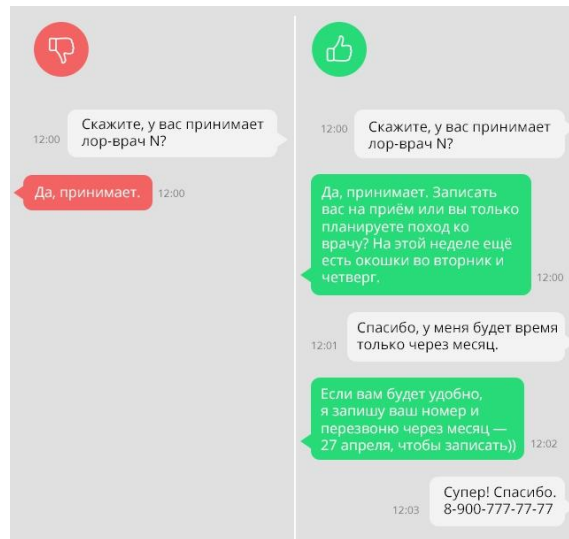 Скажите, у вас принимает
лор-врач N?
12:00
Да, принимает.
12:00
Скажите, у вас принимает
лор-врач N?
12:00
Да, принимает. Записать
вас на приём или вы только
планируете поход ко
врачу? На этой неделе ещё
есть окошки во вторник и
четверг.
12:00
Спасибо, у меня будет время
только через месяц.
12:01
Если вам будет удобно,
я запишу ваш номер и
перезвоню через месяц —
27 апреля, чтобы записать))
12:02
Супер! Спасибо.
8-900-777-77-77
12:03